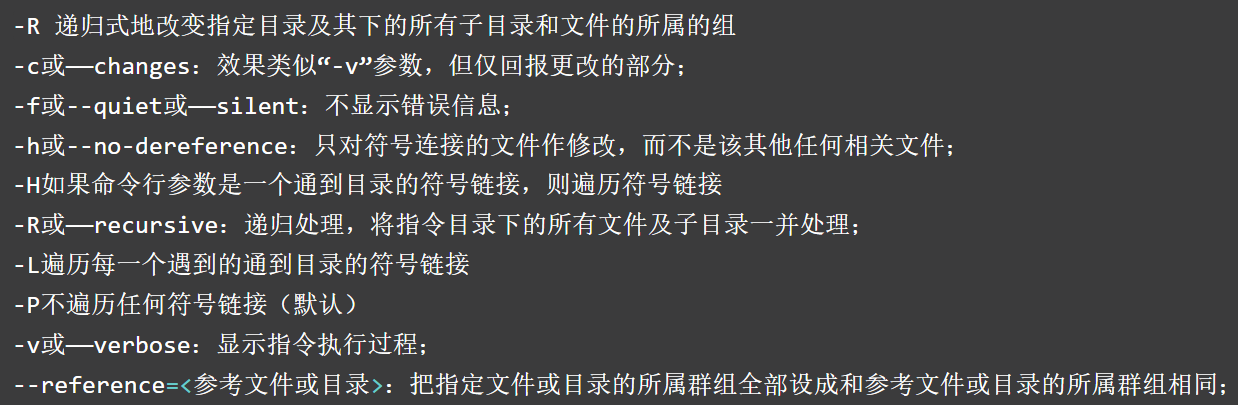 -R 递归式地改变指定目录及其下的所有子目录和文件的所属的组
-c或——changes：效果类似“-v”参数，但仅回报更改的部分；
-f或--quiet或——silent：不显示错误信息；
-h或--no-dereference：只对符号连接的文件作修改，而不是该其他任何相关文件；
-H如果命令行参数是一个通到目录的符号链接，则遍历符号链接
-R或——recursive：递归处理，将指令目录下的所有文件及子目录一并处理；
-L遍历每一个遇到的通到目录的符号链接
-P不遍历任何符号链接（默认）
-v或——verbose：显示指令执行过程；
--reference=<参考文件或目录>：把指定文件或目录的所属群组全部设成和参考文件或目录的所属群组相同；